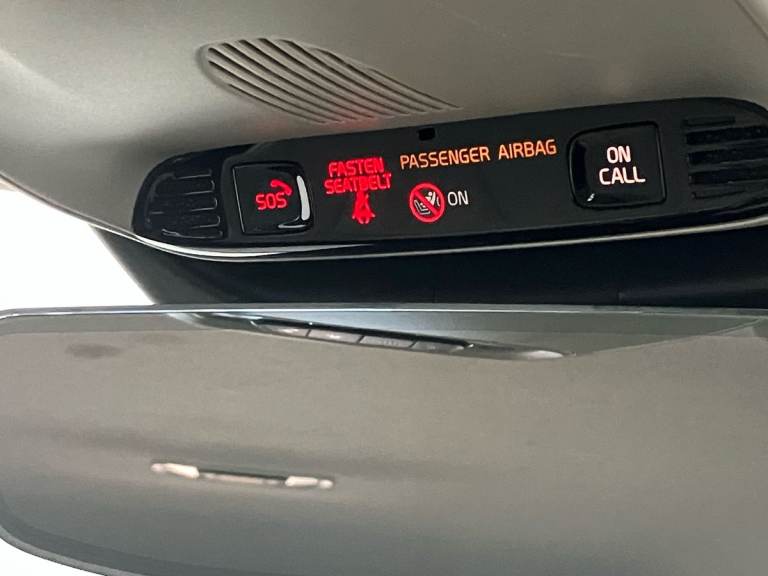 SOS
FASTEN
SEATBELT
PASSENGER AIRBAG
ON
ON
CALL